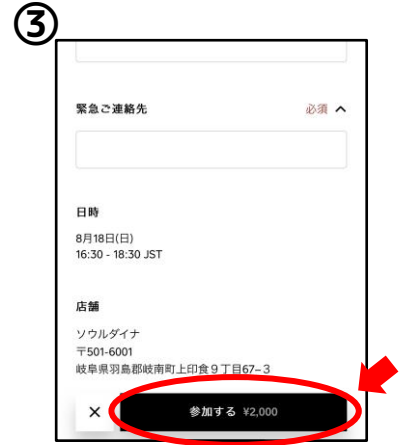 ③
緊急ご連絡先 必須
日時
8月18日(日)
16:30 - 18:30 JST
店舗
ソウルダイナ
〒501-6001
岐阜県羽島郡岐南町上印食９丁目67−３
× 参加する ¥2,000